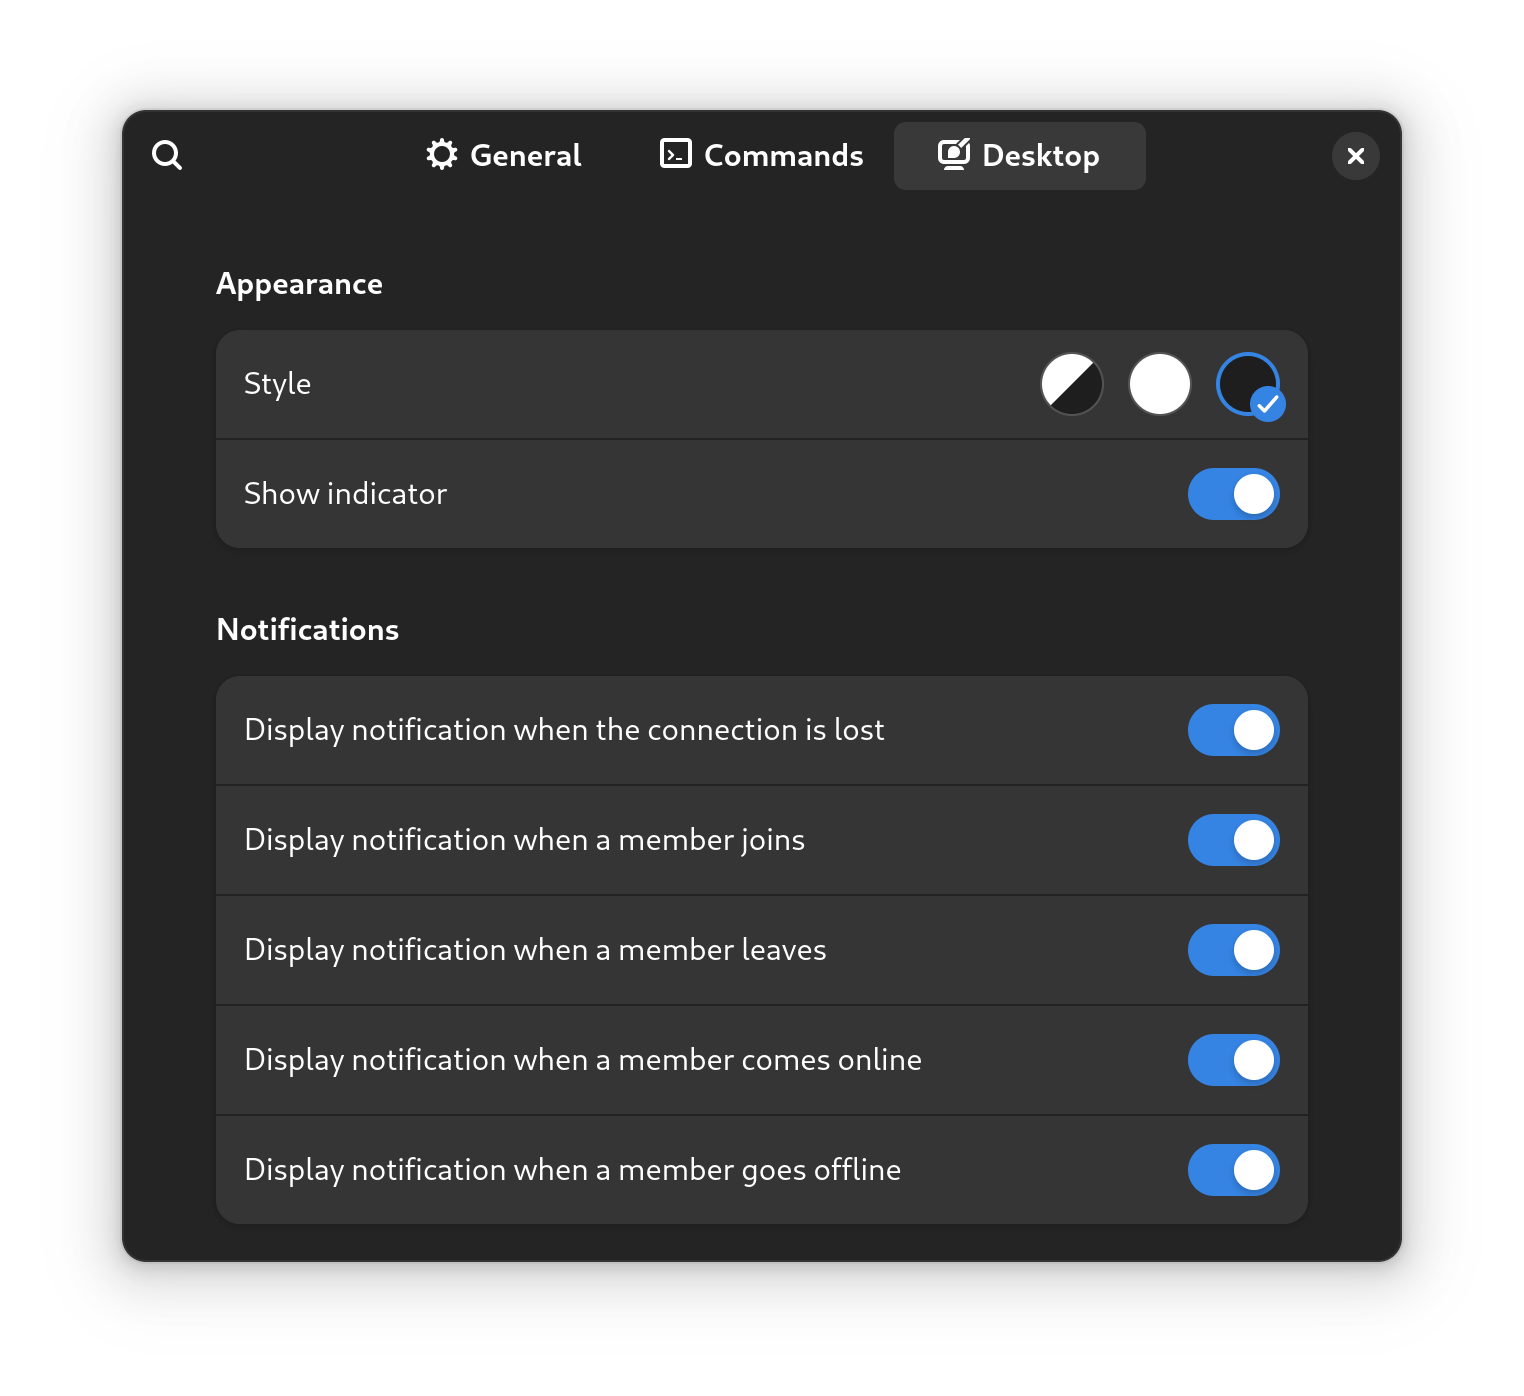 General
Commands
Desktop
Appearance
Style
Show indicator
Notifications
Display notification when the connection is lost
Display notification when a member joins
Display notification when a member leaves
Display notification when a member comes online
Display notification when a member goes offline